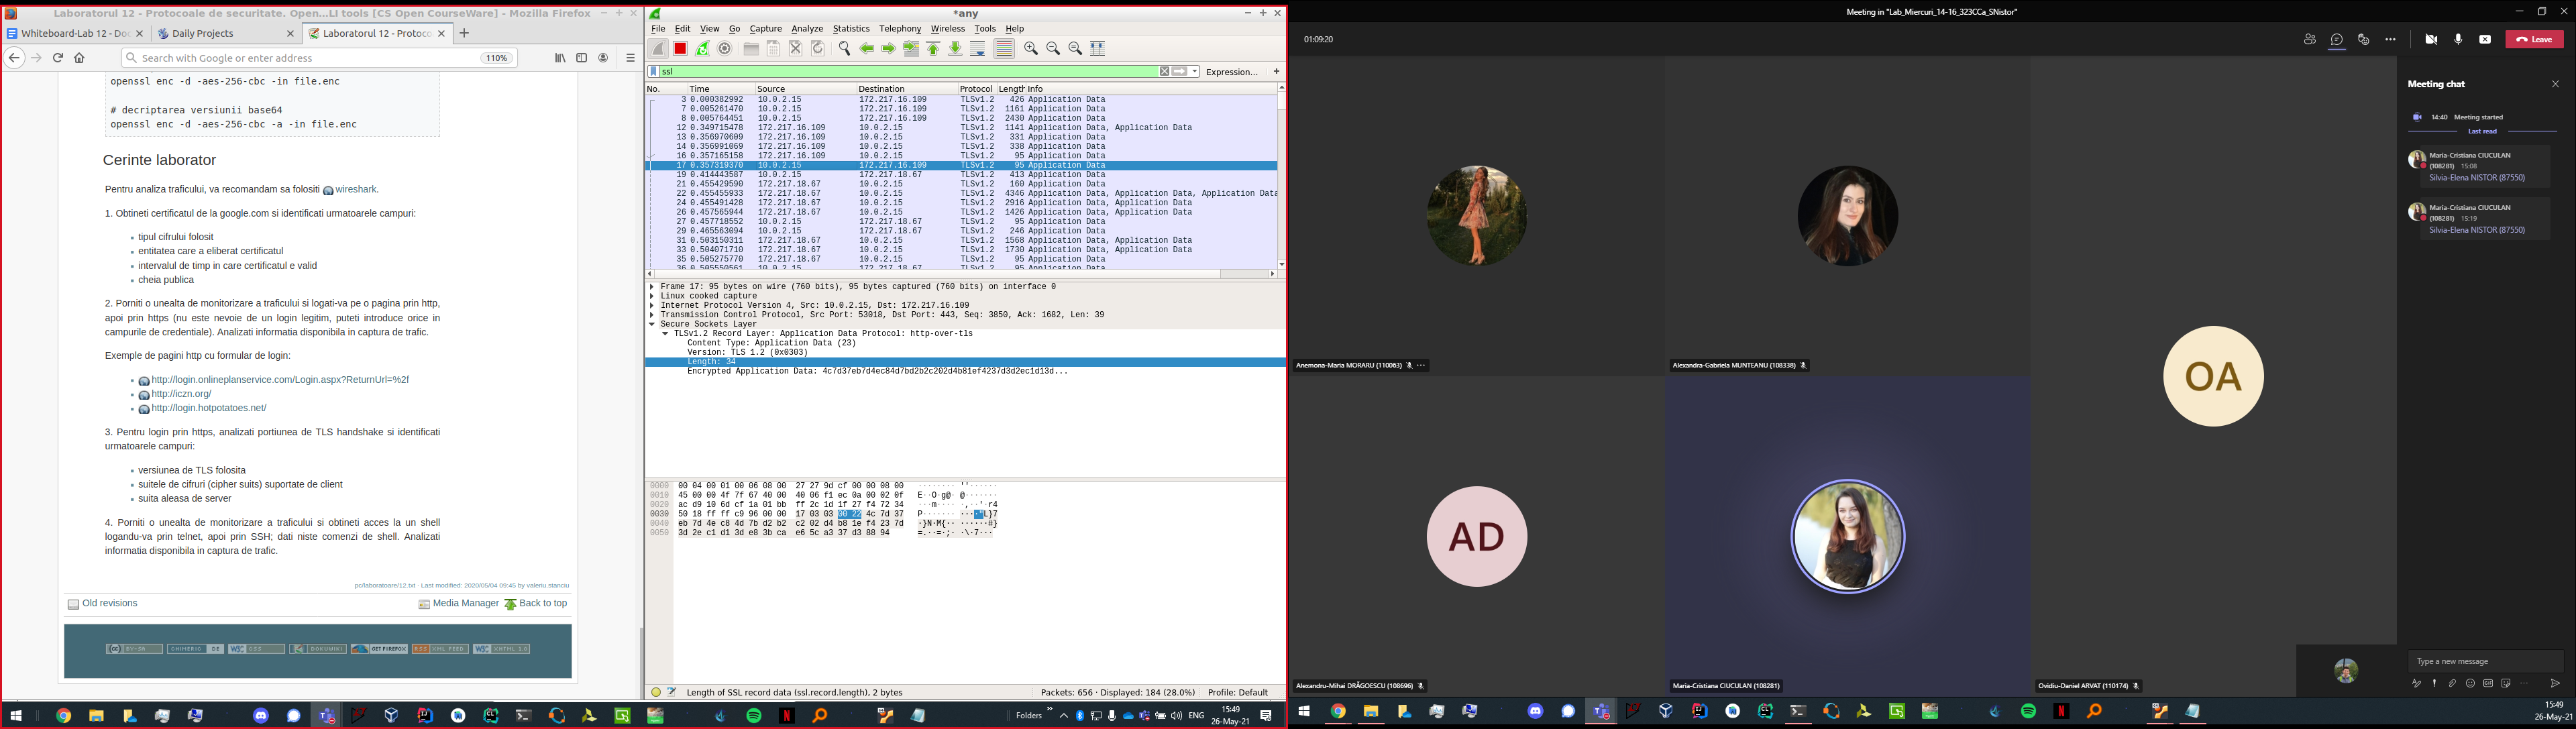 Laboratorul 12 - Protocoale de securitate. Open...LI tools [CS Open CourseWare] - Mozilla Firefox
Whiteboard-Lab 12 - Doc
Daily Projects
Laboratorul 12 - Protoco
Search with Google or enter address
110%
openssl enc -d -aes-256-cbc -in file.enc
# decriptarea versiunii base64
openssl enc -d -aes-256-cbc -a -in file.enc
Cerinte laborator
Pentru analiza traficului, va recomandam sa folositi wireshark.
1. Obtineti certificatul de la google.com si identificati urmatoarele campuri:
tipul cifrului folosit
entitatea care a eliberat certificatul
intervalul de timp in care certificatul e valid
cheia publica
2. Porniti o unealta de monitorizare a traficului si logati-va pe o pagina prin http,
apoi prin https (nu este nevoie de un login legitim, puteti introduce orice in
campurile de credentiale). Analizati informatia disponibila in captura de trafic.
Exemple de pagini http cu formular de login:
http://login.onlineplanservice.com/Login.aspx?ReturnUrl=%2f
http://iczn.org/
http://login.hotpotatoes.net/
3. Pentru login prin https, analizati portiunea de TLS handshake si identificati
urmatoarele campuri:
versiunea de TLS folosita
suitele de cifruri (cipher suits) suportate de client
suita aleasa de server
4. Porniti o unealta de monitorizare a traficului si obtineti acces la un shell
logandu-va prin telnet, apoi prin SSH; dati niste comenzi de shell. Analizati
informatia disponibila in captura de trafic.
pc/laboratoare/12.txt · Last modified: 2020/05/04 09:45 by valeriu.stanciu
Old revisions
Media Manager Back to top
BY-SA CHIMERIC DE W3C CSS DOKUWIKI GET FIREFOX RSS XML FEED W3C XHTML 1.0
*any
File Edit View Go Capture Analyze Statistics Telephony Wireless Tools Help
ssl
Expression... +
No. Time Source Destination Protocol Length Info
3 0.000382992 10.0.2.15 172.217.16.109 TLSv1.2 426 Application Data
7 0.005261470 10.0.2.15 172.217.16.109 TLSv1.2 1161 Application Data
8 0.005764451 10.0.2.15 172.217.16.109 TLSv1.2 2430 Application Data
12 0.349715478 172.217.16.109 10.0.2.15 TLSv1.2 1141 Application Data, Application Data
13 0.356970609 172.217.16.109 10.0.2.15 TLSv1.2 331 Application Data
14 0.356991069 172.217.16.109 10.0.2.15 TLSv1.2 338 Application Data
16 0.357165158 172.217.16.109 10.0.2.15 TLSv1.2 95 Application Data
17 0.357319370 10.0.2.15 172.217.16.109 TLSv1.2 95 Application Data
19 0.414443587 10.0.2.15 172.217.18.67 TLSv1.2 413 Application Data
21 0.455429590 172.217.18.67 10.0.2.15 TLSv1.2 160 Application Data
22 0.455455933 172.217.18.67 10.0.2.15 TLSv1.2 4346 Application Data, Application Data, Application Data
24 0.455491428 172.217.18.67 10.0.2.15 TLSv1.2 2916 Application Data, Application Data
26 0.457565944 172.217.18.67 10.0.2.15 TLSv1.2 1426 Application Data, Application Data
27 0.457718552 10.0.2.15 172.217.18.67 TLSv1.2 95 Application Data
29 0.465563094 10.0.2.15 172.217.18.67 TLSv1.2 246 Application Data
31 0.503150311 172.217.18.67 10.0.2.15 TLSv1.2 1568 Application Data, Application Data
33 0.504071710 172.217.18.67 10.0.2.15 TLSv1.2 1730 Application Data, Application Data
35 0.505275770 172.217.18.67 10.0.2.15 TLSv1.2 95 Application Data
36 0.505550561 10.0.2.15 172.217.18.67 TLSv1.2 95 Application Data
Frame 17: 95 bytes on wire (760 bits), 95 bytes captured (760 bits) on interface 0
Linux cooked capture
Internet Protocol Version 4, Src: 10.0.2.15, Dst: 172.217.16.109
Transmission Control Protocol, Src Port: 53018, Dst Port: 443, Seq: 3850, Ack: 1682, Len: 39
Secure Sockets Layer
TLSv1.2 Record Layer: Application Data Protocol: http-over-tls
Content Type: Application Data (23)
Version: TLS 1.2 (0x0303)
Length: 34
Encrypted Application Data: 4c7d37eb7d4ec84d7bd2b2c202d4b81ef4237d3d2ec1d13d...
0000 00 04 00 01 00 06 08 00 27 27 9d cf 00 00 08 00
0010 45 00 00 4f 7f 67 40 00 40 06 f1 ec 0a 00 02 0f
0020 ac d9 10 6d cf 1a 01 bb ff 2c 1d 1f 27 f4 72 34
0030 50 18 ff ff c9 96 00 00 17 03 03 00 22 4c 7d 37
0040 eb 7d 4e c8 4d 7b d2 b2 c2 02 d4 b8 1e f4 23 7d
0050 3d 2e c1 d1 3d e8 3b ca e6 5c a3 37 d3 88 94
Length of SSL record data (ssl.record.length), 2 bytes
Packets: 656 · Displayed: 184 (28.0%)
Profile: Default
Folders
ENG
15:49
26-May-21
Meeting in "Lab_Miercuri_14-16_323CCa_SNistor"
01:09:20
Leave
Meeting chat
14:40 Meeting started
Last read
Maria-Cristiana CIUCULAN
(108281) 15:08
Silvia-Elena NISTOR (87550)
Maria-Cristiana CIUCULAN
(108281) 15:19
Silvia-Elena NISTOR (87550)
Anemona-Maria MORARU (110063)
Alexandra-Gabriela MUNTEANU (108338)
OA
AD
Alexandru-Mihai DRĂGOESCU (108696)
Maria-Cristiana CIUCULAN (108281)
Ovidiu-Daniel ARVAT (110174)
Type a new message
15:49
26-May-21